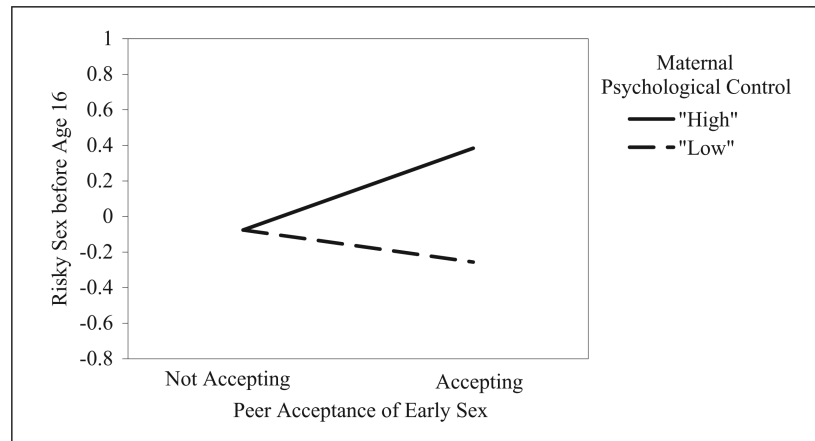 1
0.8
0.6
0.4
0.2
0
-0.2
-0.4
-0.6
-0.8
Risky Sex before Age 16
Not Accepting
Accepting
Peer Acceptance of Early Sex
Maternal
Psychological Control
"High"
"Low"